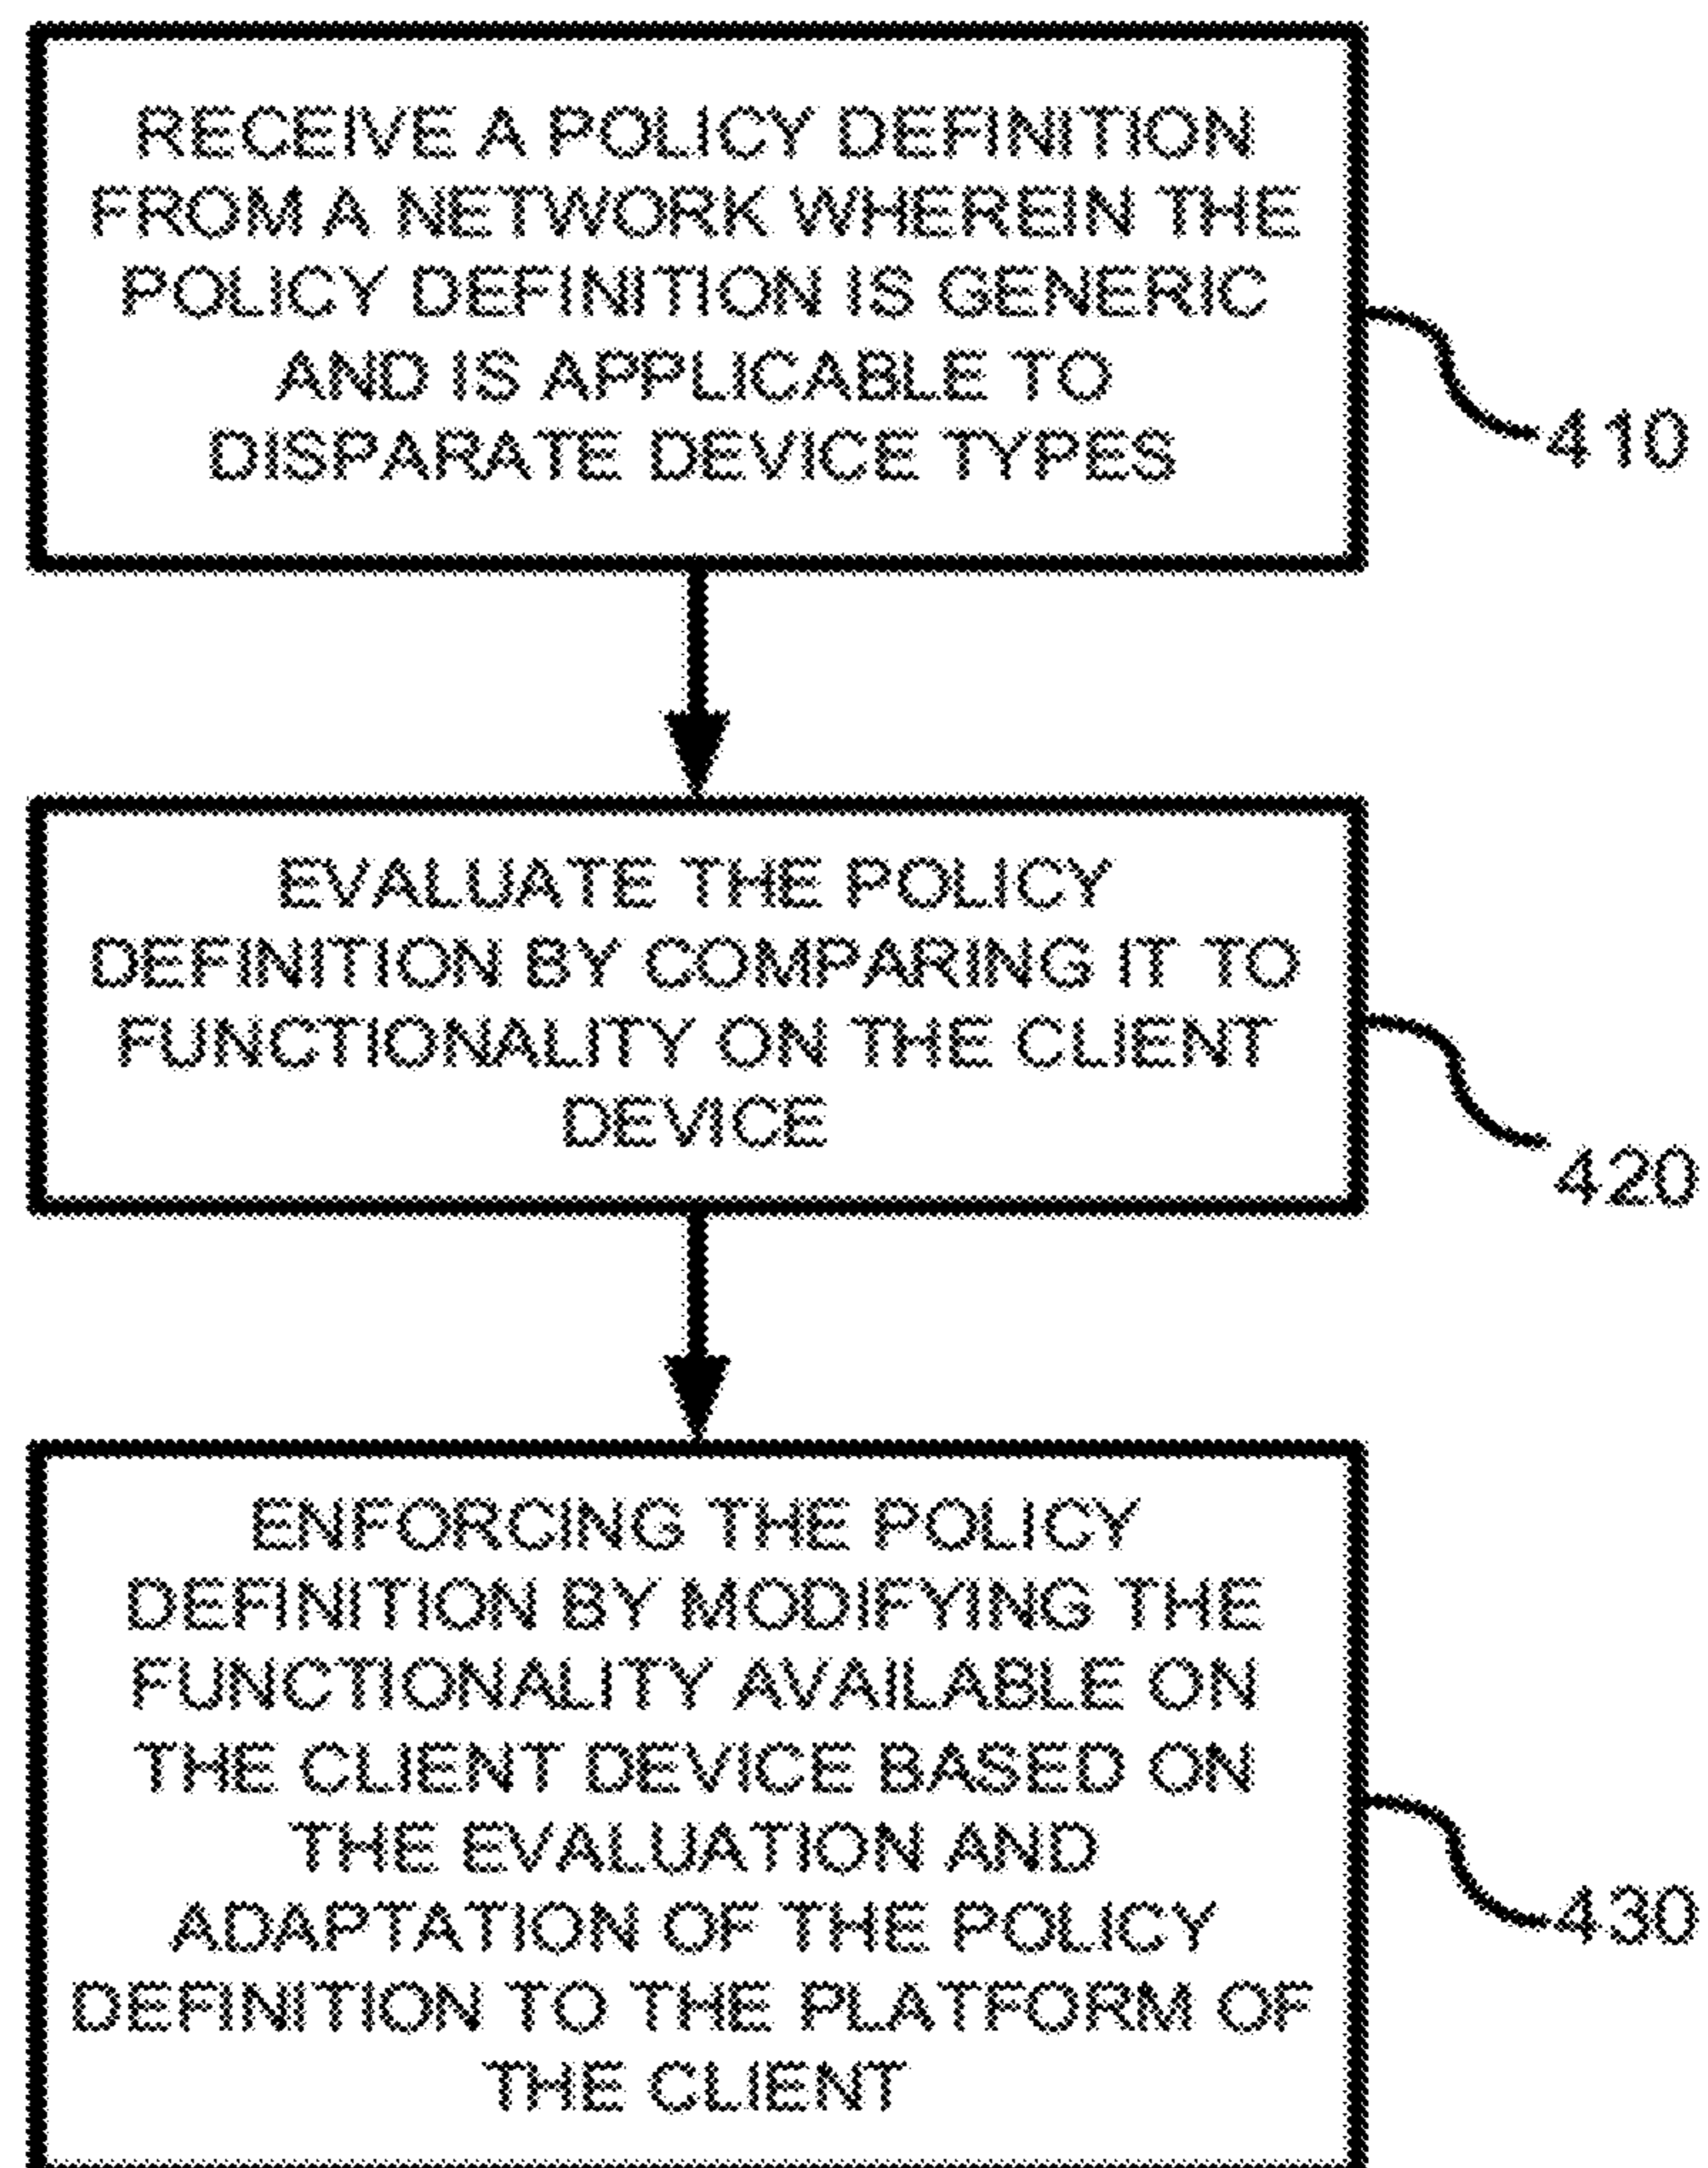 RECEIVE A POLICY DEFINITION
FROM A NETWORK WHEREIN THE
POLICY DEFINITION IS GENERIC
AND IS APPLICABLE TO
DISPARATE DEVICE TYPES
410
EVALUATE THE POLICY
DEFINITION BY COMPARING IT TO
FUNCTIONALITY ON THE CLIENT
DEVICE
420
ENFORCING THE POLICY
DEFINITION BY MODIFYING THE
FUNCTIONALITY AVAILABLE ON
THE CLIENT DEVICE BASED ON
THE EVALUATION AND
ADAPTATION OF THE POLICY
DEFINITION TO THE PLATFORM OF
THE CLIENT
430